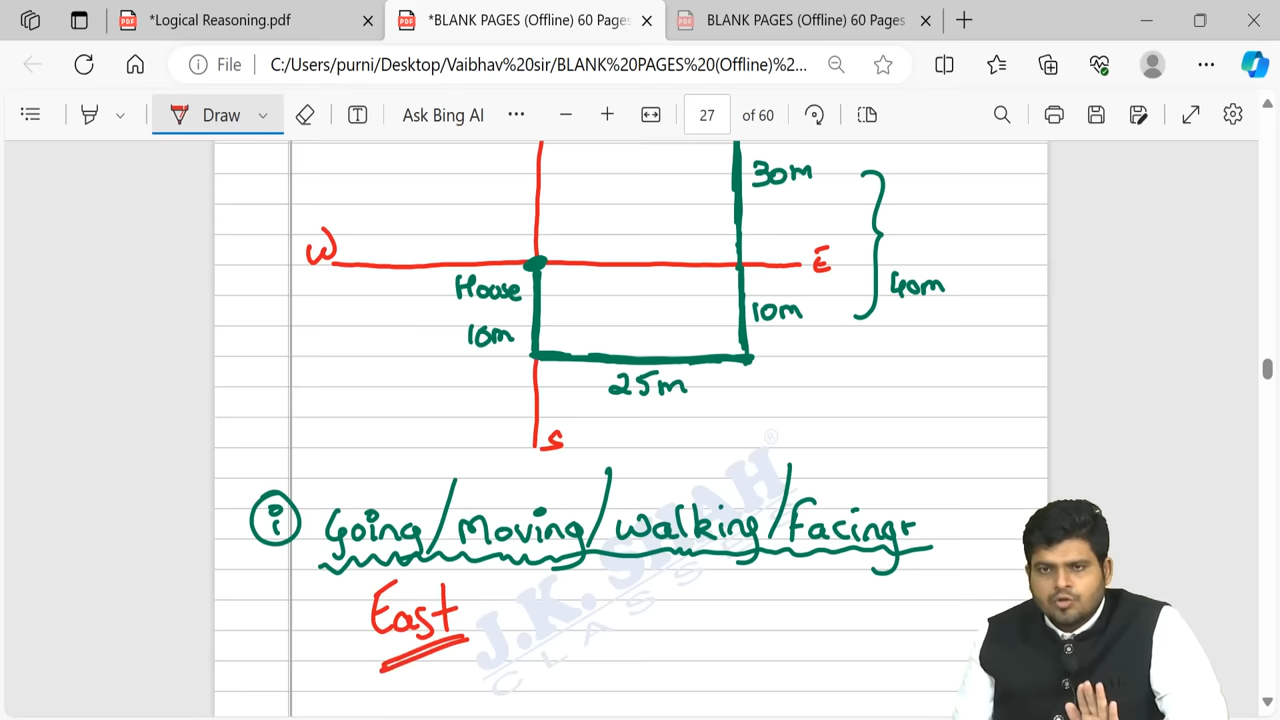 *Logical Reasoning.pdf
*BLANK PAGES (Offline) 60 Pages
BLANK PAGES (Offline) 60 Pages
File
C:/Users/purni/Desktop/Vaibhav%20sir/BLANK%20PAGES%20(Offline)%2...
Draw
Ask Bing AI
27
of 60
30m
W
E
House
40m
10m
10m
25m
S
J.K. SHAH
®
CLASSES
i Going/Moving/Walking/Facing
East